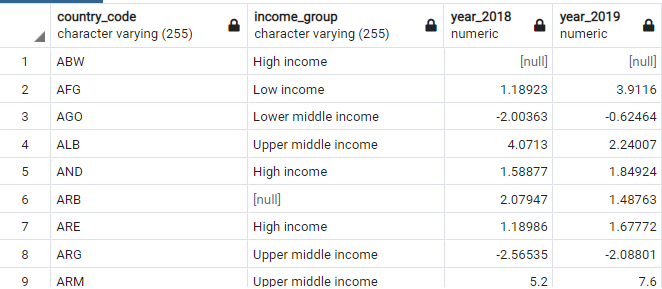 country_code income_group year_2018 year_2019
character varying (255) character varying (255) numeric numeric
1 ABW High income [null] [null]
2 AFG Low income 1.18923 3.9116
3 AGO Lower middle income -2.00363 -0.62464
4 ALB Upper middle income 4.0713 2.24007
5 AND High income 1.58877 1.84924
6 ARB [null] 2.07947 1.48763
7 ARE High income 1.18986 1.67772
8 ARG Upper middle income -2.56535 -2.08801
9 ARM Upper middle income 5.2 7.6